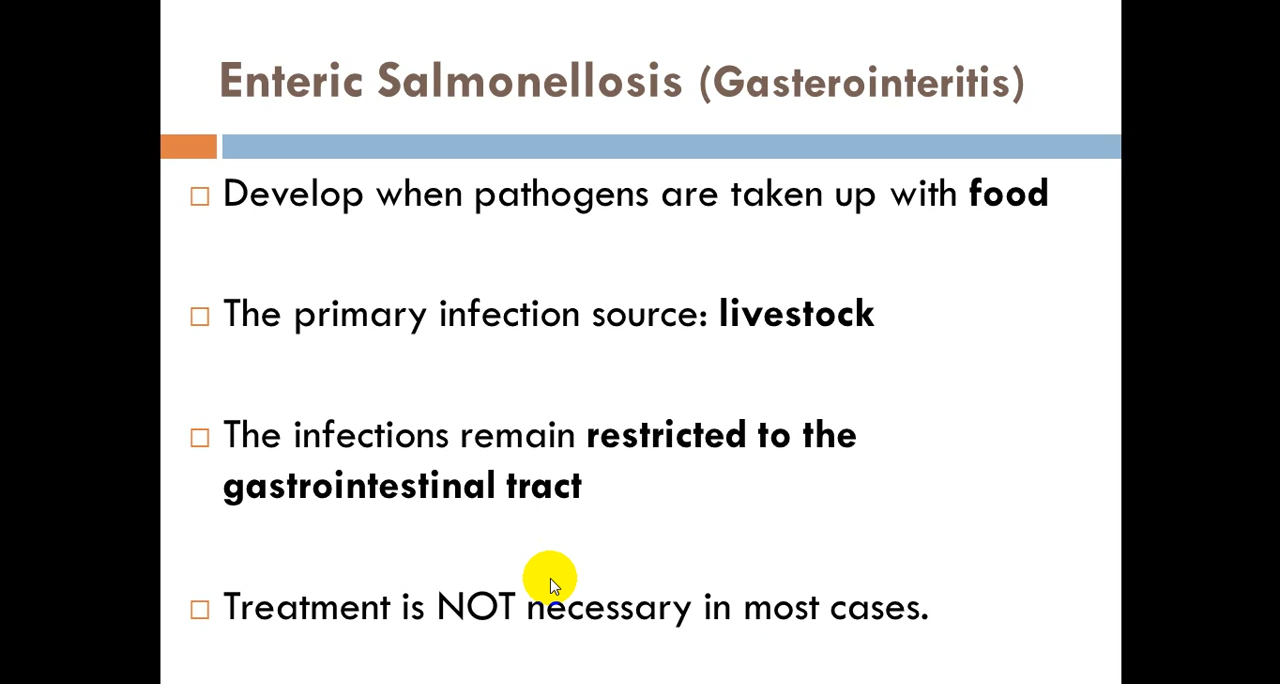 Enteric Salmonellosis (Gasterointeritis)
Develop when pathogens are taken up with food
The primary infection source: livestock
The infections remain restricted to the
gastrointestinal tract
Treatment is NOT necessary in most cases.